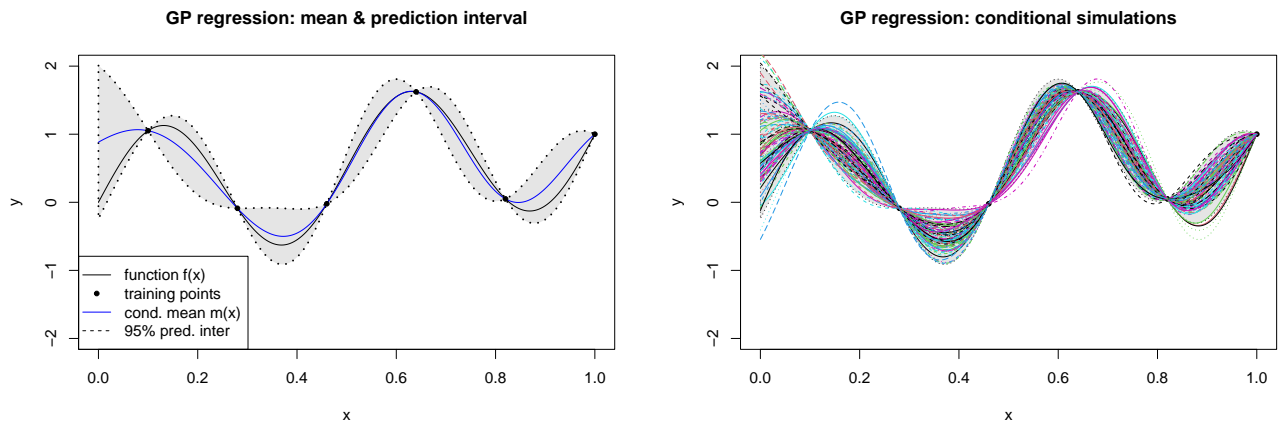 GP regression: mean & prediction interval
y
2
1
0
−1
−2
function f(x)
training points
cond. mean m(x)
95% pred. inter
0.0 0.2 0.4 0.6 0.8 1.0
x
GP regression: conditional simulations
y
2
1
0
−1
−2
0.0 0.2 0.4 0.6 0.8 1.0
x